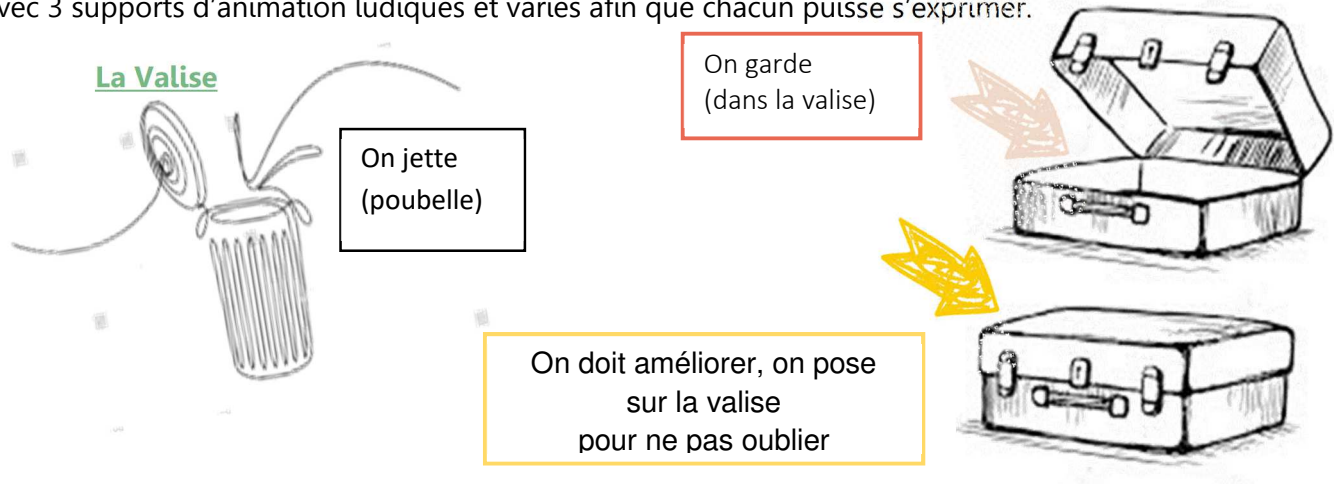 vec 3 supports d'animation ludiques et variés afin que chacun puisse s'exprimer.
La Valise
On jette
(poubelle)
On garde
(dans la valise)
On doit améliorer, on pose
sur la valise
pour ne pas oublier